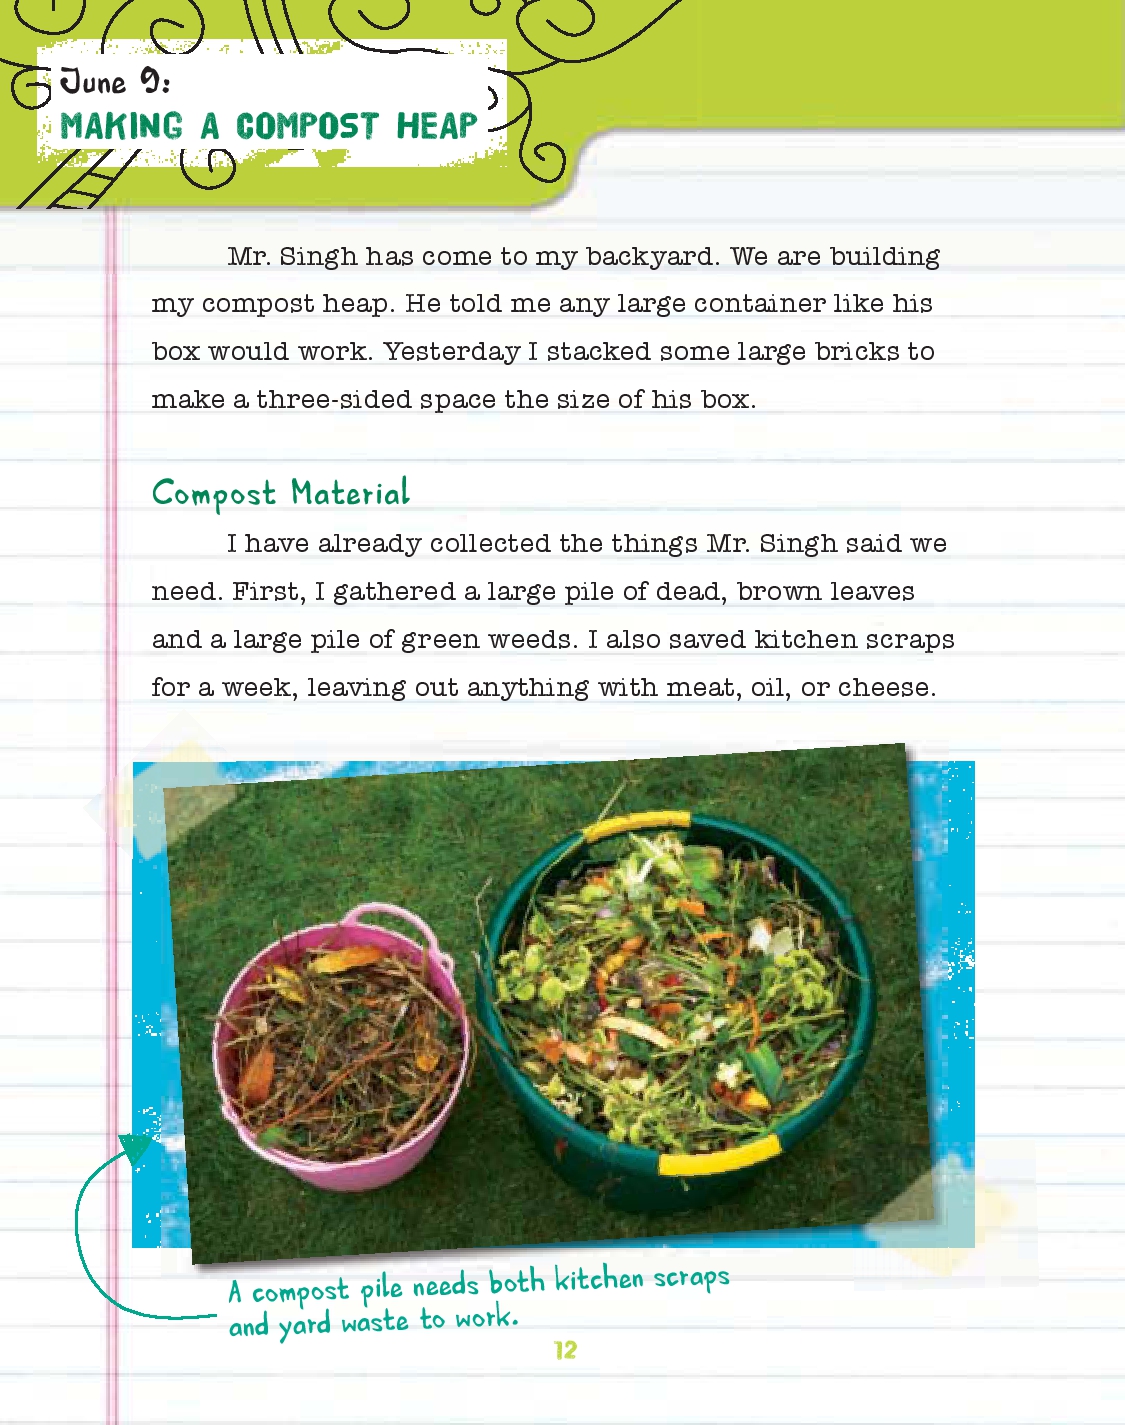 June 9:
MAKING A COMPOST HEAP
Mr. Singh has come to my backyard. We are building
my compost heap. He told me any large container like his
box would work. Yesterday I stacked some large bricks to
make a three-sided space the size of his box.
Compost Material
I have already collected the things Mr. Singh said we
need. First, I gathered a large pile of dead, brown leaves
and a large pile of green weeds. I also saved kitchen scraps
for a week, leaving out anything with meat, oil, or cheese.
A compost pile needs both kitchen scraps
and yard waste to work.
12